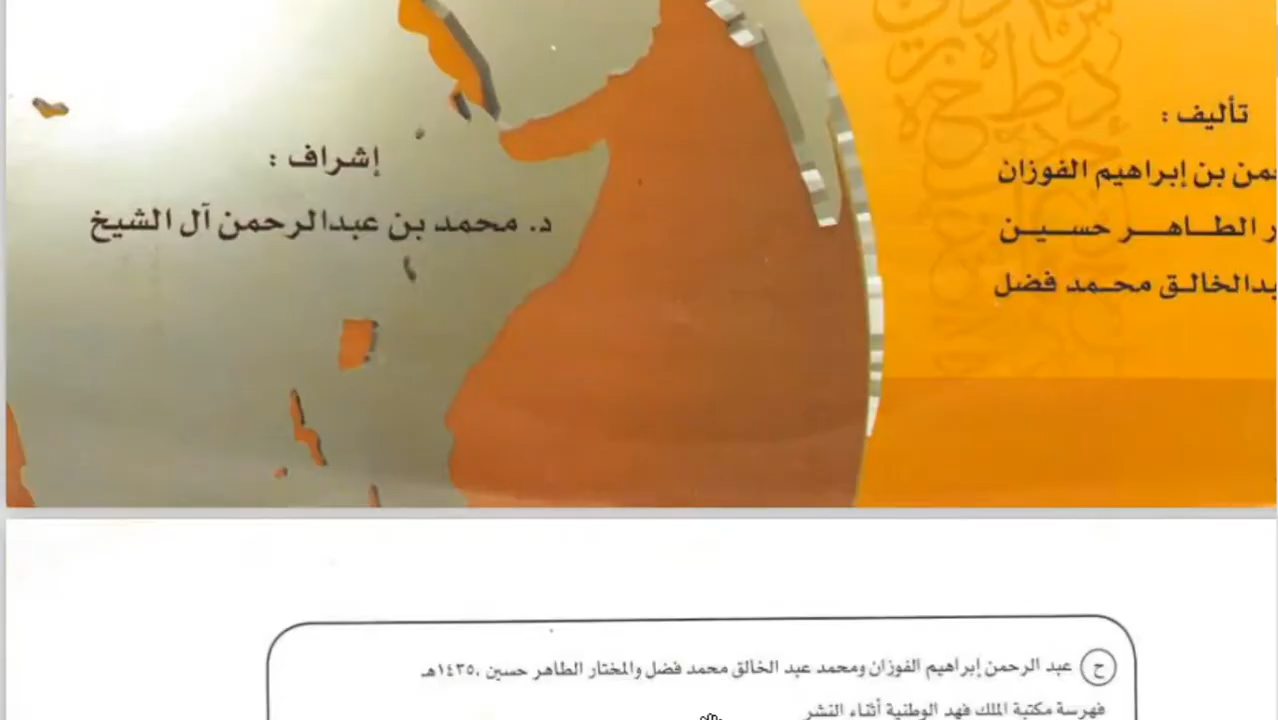 تأليف :
من بن إبراهيم الفوزان
ر الطاهر حسين
بدالخالق محمد فضل
إشراف :
د. محمد بن عبدالرحمن آل الشيخ
ح عبد الرحمن إبراهيم الفوزان ومحمد عبد الخالق محمد فضل والمختار الطاهر حسين ،١٤٣٥هـ
فهرسة مكتبة الملك فهد الوطنية أثناء النشر